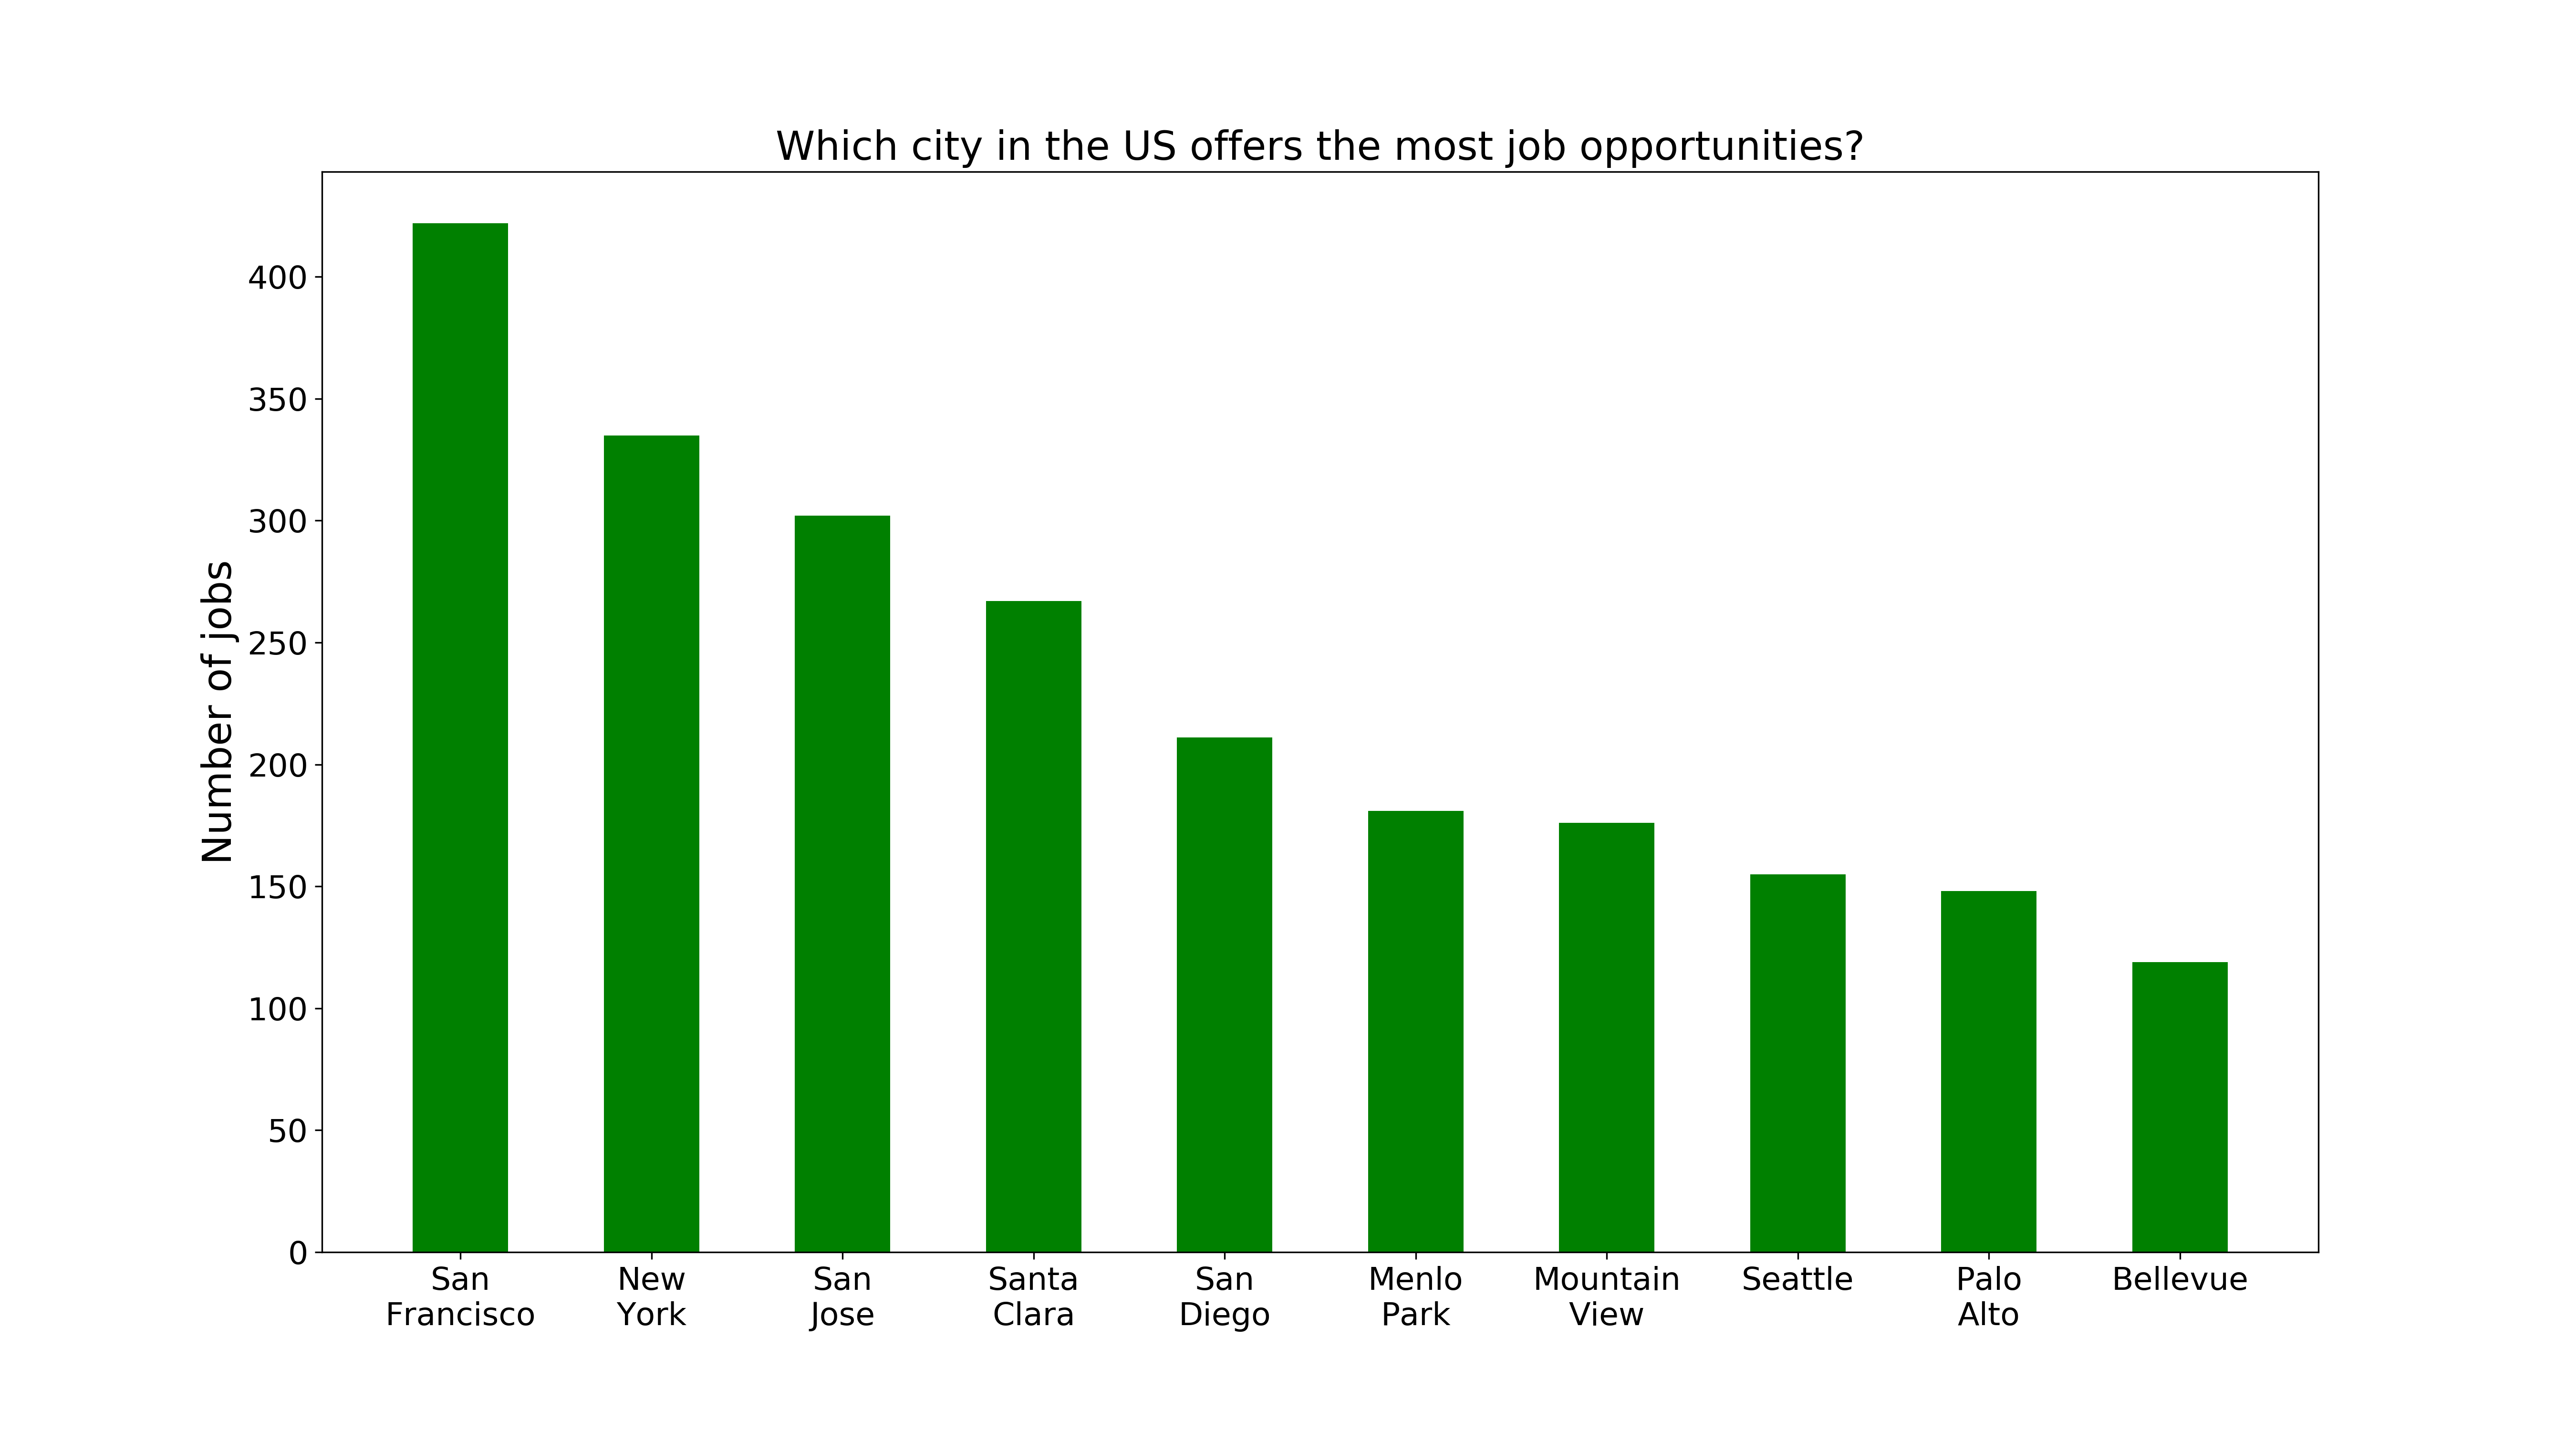 Which city in the US offers the most job opportunities?
Number of jobs
400
350
300
250
200
150
100
50
0
San
Francisco
New
York
San
Jose
Santa
Clara
San
Diego
Menlo
Park
Mountain
View
Seattle
Palo
Alto
Bellevue